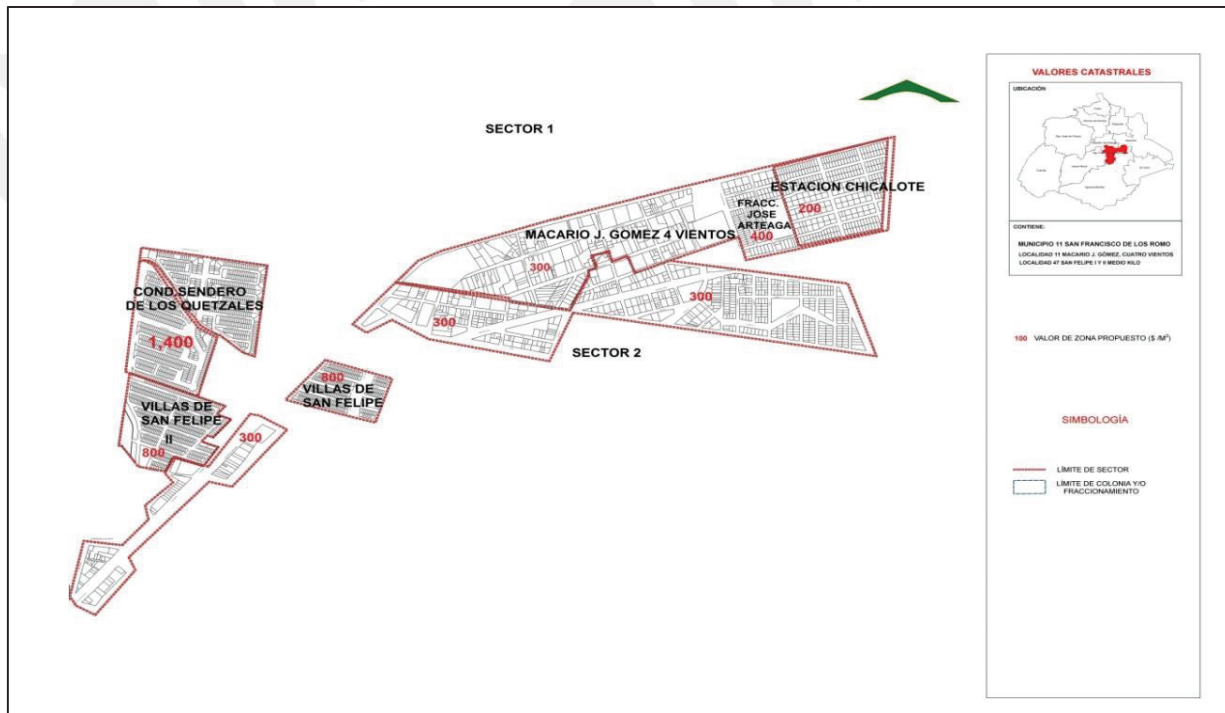 SECTOR 1
ESTACION CHICALOTE
200
FRACC.
JOSE
ARTEAGA
400
MACARIO J. GOMEZ 4 VIENTOS
300
300
300
SECTOR 2
COND.SENDERO
DE LOS QUETZALES
1,400
800
VILLAS DE
SAN FELIPE
VILLAS DE
SAN FELIPE
II
800
300
VALORES CATASTRALES
UBICACIÓN
CONTIENE:
MUNICIPIO 11 SAN FRANCISCO DE LOS ROMO
LOCALIDAD 11 MACARIO J. GÓMEZ, CUATRO VIENTOS
LOCALIDAD 47 SAN FELIPE I Y II MEDIO KILO
100 VALOR DE ZONA PROPUESTO ($ /M²)
SIMBOLOGÍA
LÍMITE DE SECTOR
LÍMITE DE COLONIA Y/O
FRACCIONAMIENTO